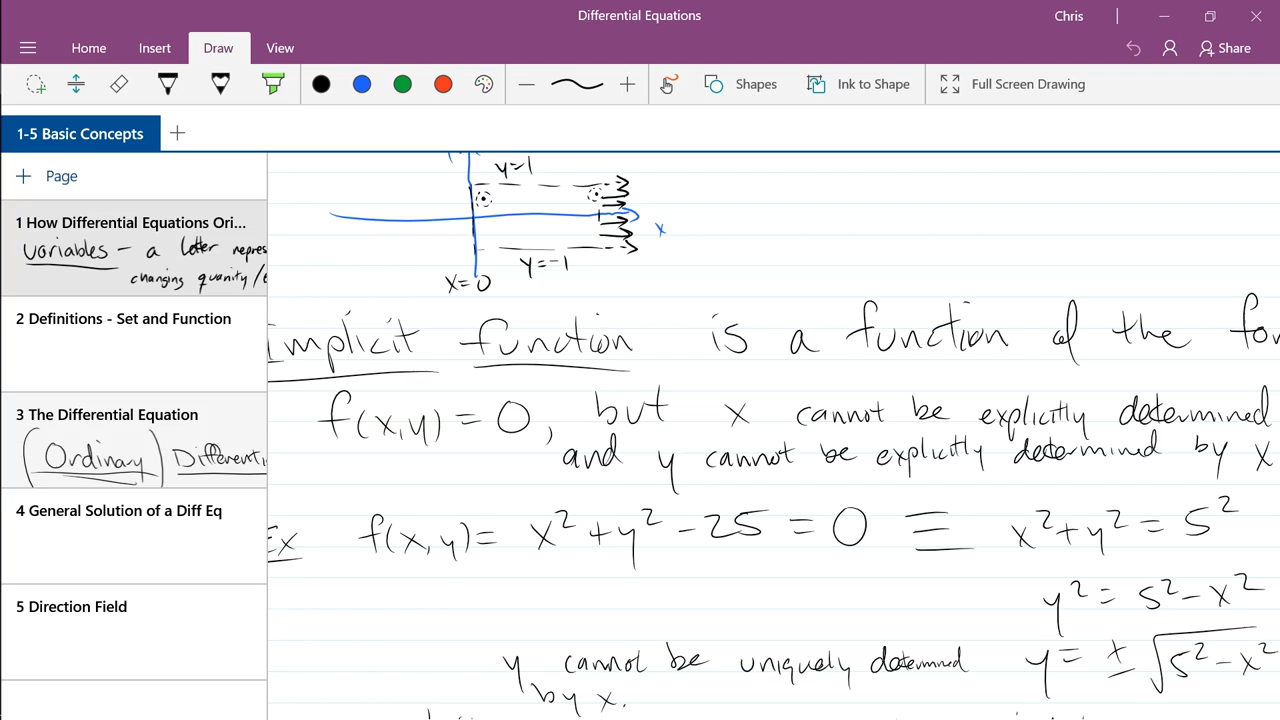 Differential Equations
Chris
Home Insert Draw View
Share
Shapes
Ink to Shape
Full Screen Drawing
1-5 Basic Concepts
Page
1 How Differential Equations Ori...
Variables - a letter repres
changing quanity/
2 Definitions - Set and Function
3 The Differential Equation
(Ordinary) Differenti
4 General Solution of a Diff Eq
5 Direction Field
y=1
x
y=-1
x=0
Implicit function is a function of the for
f(x,y)=0, but x cannot be explicitly determined
and y cannot be explicitly determined by x
Ex f(x,y)= x²+y²-25=0 ≡ x²+y²=5²
y²= 5²-x²
y cannot be uniquely determined y= ±√5²-x²
by x.